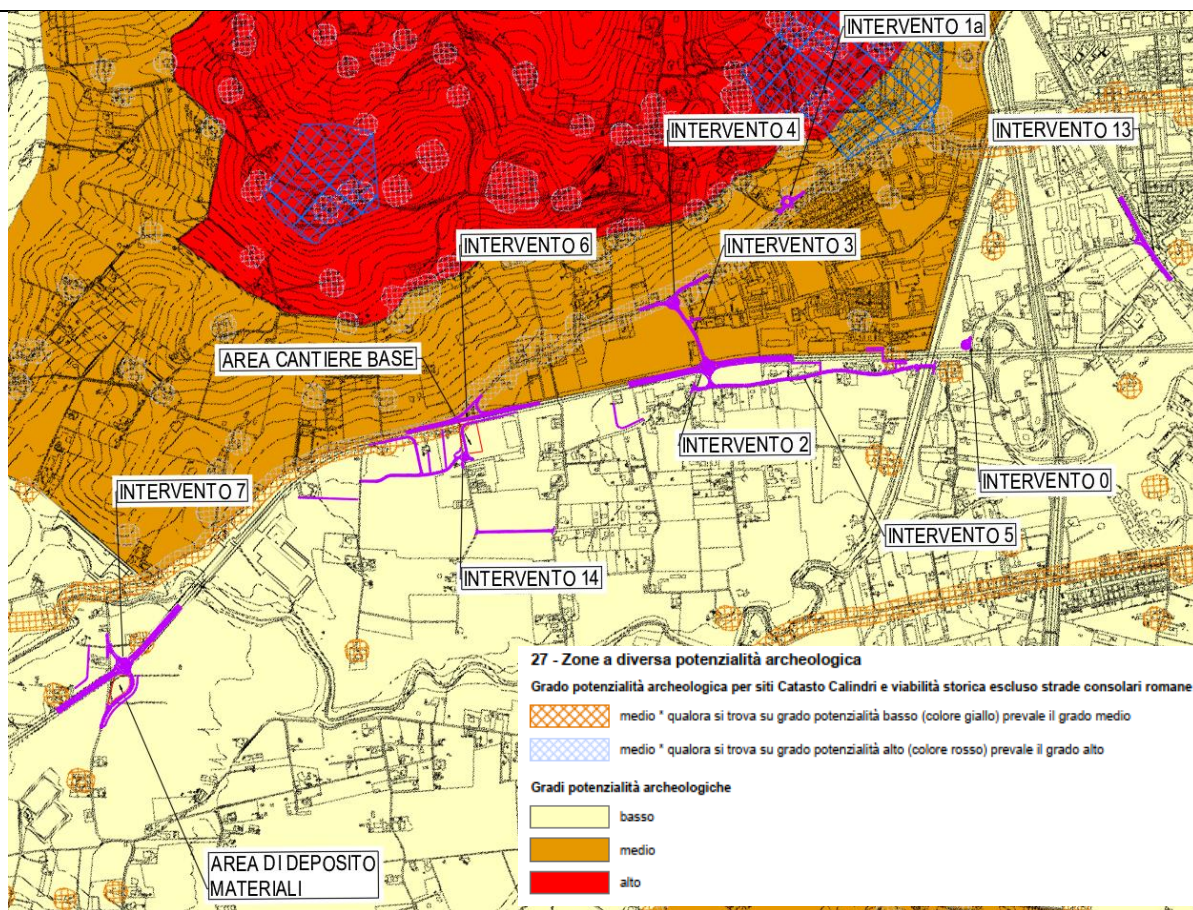 INTERVENTO 1a
INTERVENTO 4
INTERVENTO 13
INTERVENTO 6
INTERVENTO 3
AREA CANTIERE BASE
INTERVENTO 2
INTERVENTO 7
INTERVENTO 0
INTERVENTO 5
INTERVENTO 14
AREA DI DEPOSITO
MATERIALI
27 - Zone a diversa potenzialità archeologica
Grado potenzialità archeologica per siti Catasto Calindri e viabilità storica escluso strade consolari romane
medio * qualora si trova su grado potenzialità basso (colore giallo) prevale il grado medio
medio * qualora si trova su grado potenzialità alto (colore rosso) prevale il grado alto
Gradi potenzialità archeologiche
basso
medio
alto